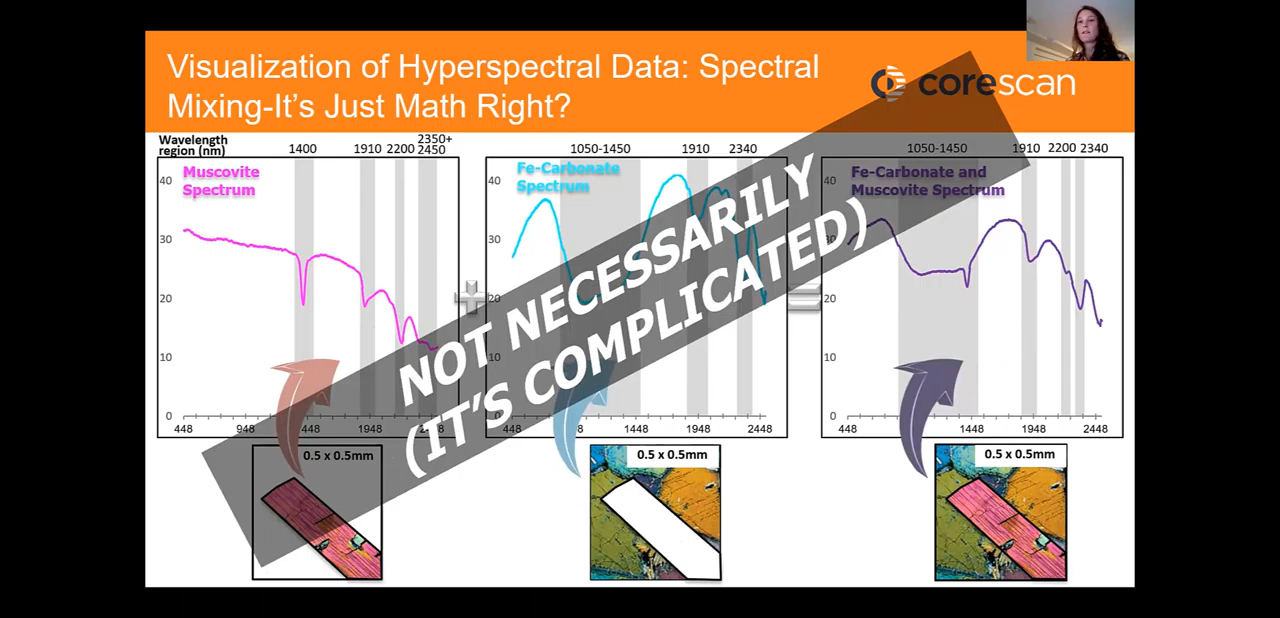 Visualization of Hyperspectral Data: Spectral
Mixing-It's Just Math Right?
corescan
Wavelength
region (nm)
1400
1910
2200
2350+
2450
Muscovite
Spectrum
40
30
20
10
0
448
948
448
1948
1050-1450
1910
2340
Fe-Carbonate
Spectrum
40
30
20
10
0
448
1448
1948
2448
1050-1450
1910
2200
2340
Fe-Carbonate and
Muscovite Spectrum
40
30
20
10
0
448
1448
1948
2448
+
=
NOT NECESSARILY
(IT'S COMPLICATED)
0.5 x 0.5mm
0.5 x 0.5mm
0.5 x 0.5mm